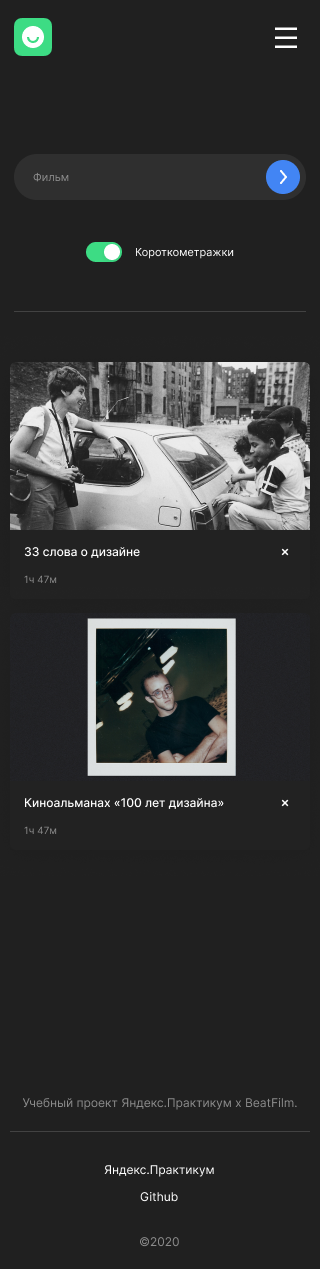 Фильм
Короткометражки
33 слова о дизайне
1ч 47м
Киноальманах «100 лет дизайна»
1ч 47м
Учебный проект Яндекс.Практикум х BeatFilm.
Яндекс.Практикум
Github
©2020